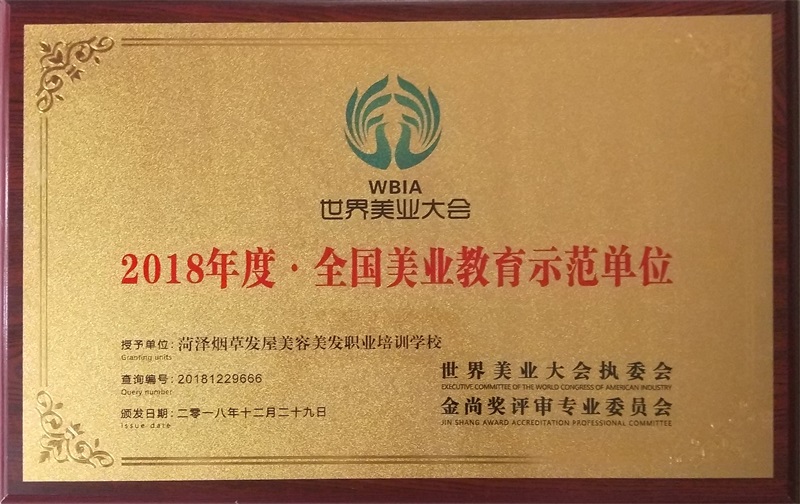 WBIA
世界美业大会
2018年度·全国美业教育示范单位
授予单位:菏泽烟草发屋美容美发职业培训学校
Granting units
查询编号:20181229666
Query number
颁发日期:二零一八年十二月二十九日
Issue date
世界美业大会执委会
EXECUTIVE COMMITTEE OF THE WORLD CONGRESS OF AMERICAN INDUSTRY
金尚奖评审专业委员会
JIN SHANG AWARD ACCREDITATION PROFESSIONAL COMMITTEE